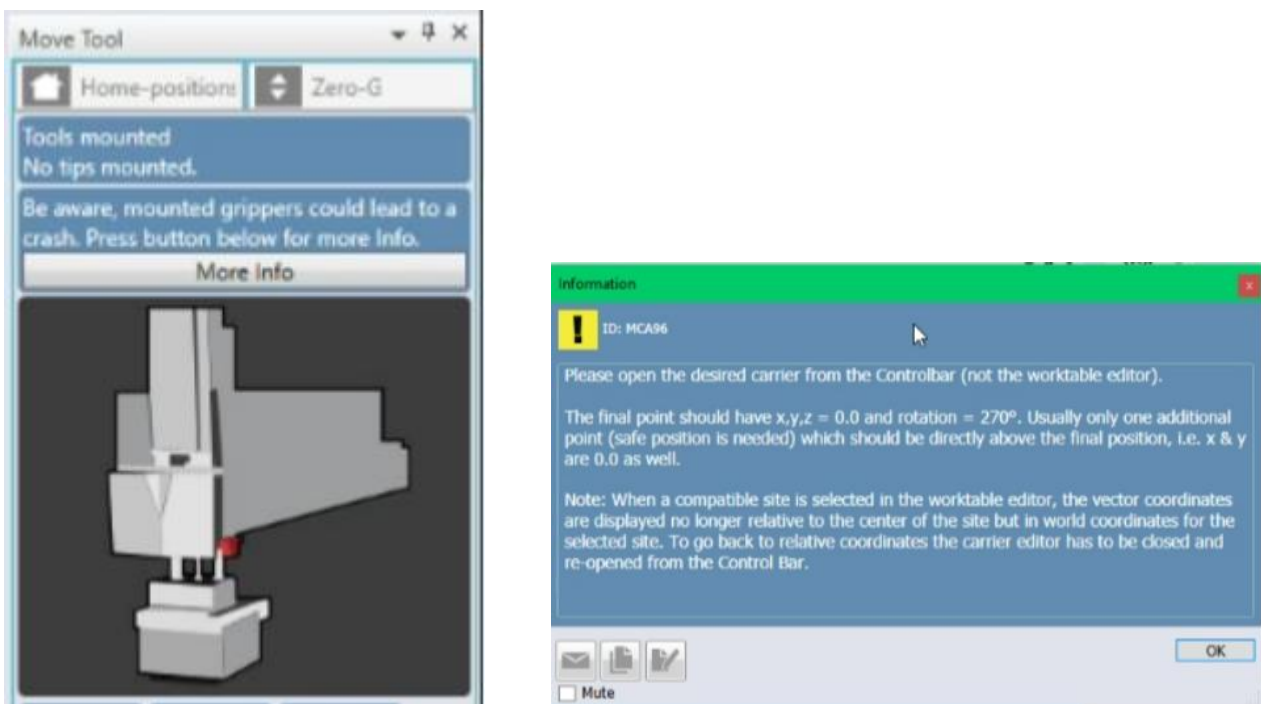 Move Tool
Home-positions
Zero-G
Tools mounted
No tips mounted.
Be aware, mounted grippers could lead to a
crash. Press button below for more Info.
More Info
Information
ID: MCA96
Please open the desired carrier from the Controlbar (not the worktable editor).
The final point should have x,y,z = 0.0 and rotation = 270°. Usually only one additional
point (safe position is needed) which should be directly above the final position, i.e. x & y
are 0.0 as well.
Note: When a compatible site is selected in the worktable editor, the vector coordinates
are displayed no longer relative to the center of the site but in world coordinates for the
selected site. To go back to relative coordinates the carrier editor has to be closed and
re-opened from the Control Bar.
OK
Mute